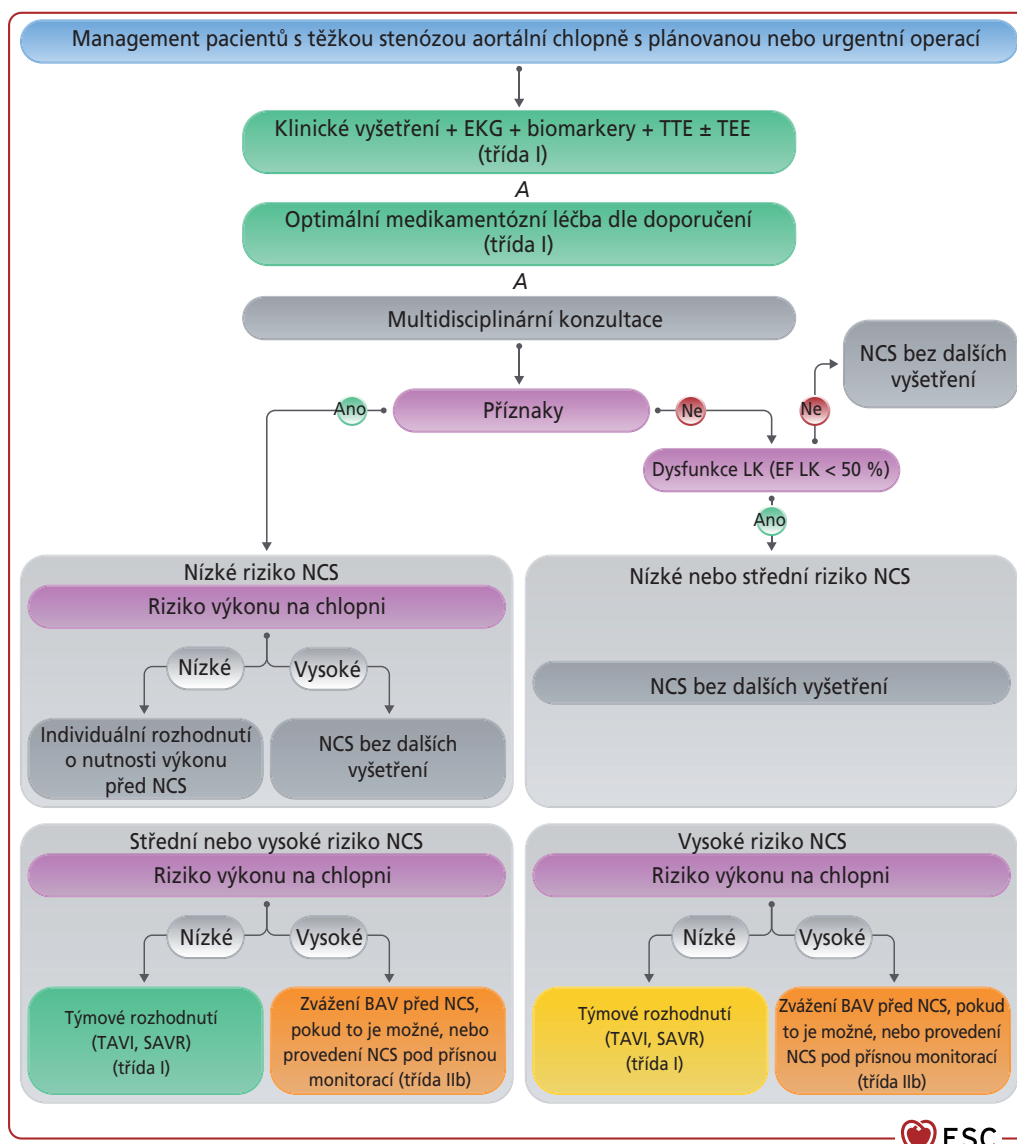 Management pacientů s těžkou stenózou aortální chlopně s plánovanou nebo urgentní operací
Klinické vyšetření + EKG + biomarkery + TTE ± TEE
(třída I)
A
Optimální medikamentózní léčba dle doporučení
(třída I)
A
Multidisciplinární konzultace
NCS bez dalších
vyšetření
Ano
Příznaky
Ne
Ne
Dysfunkce LK (EF LK < 50 %)
Ano
Nízké riziko NCS
Riziko výkonu na chlopni
Nízké
Vysoké
Individuální rozhodnutí
o nutnosti výkonu
před NCS
NCS bez dalších
vyšetření
Nízké nebo střední riziko NCS
NCS bez dalších vyšetření
Střední nebo vysoké riziko NCS
Riziko výkonu na chlopni
Nízké
Vysoké
Týmové rozhodnutí
(TAVI, SAVR)
(třída I)
Zvážení BAV před NCS,
pokud to je možné, nebo
provedení NCS pod přísnou
monitorací (třída IIb)
Vysoké riziko NCS
Riziko výkonu na chlopni
Nízké
Vysoké
Týmové rozhodnutí
(TAVI, SAVR)
(třída I)
Zvážení BAV před NCS, pokud
to je možné, nebo provedení
NCS pod přísnou monitorací
(třída IIb)
ESC